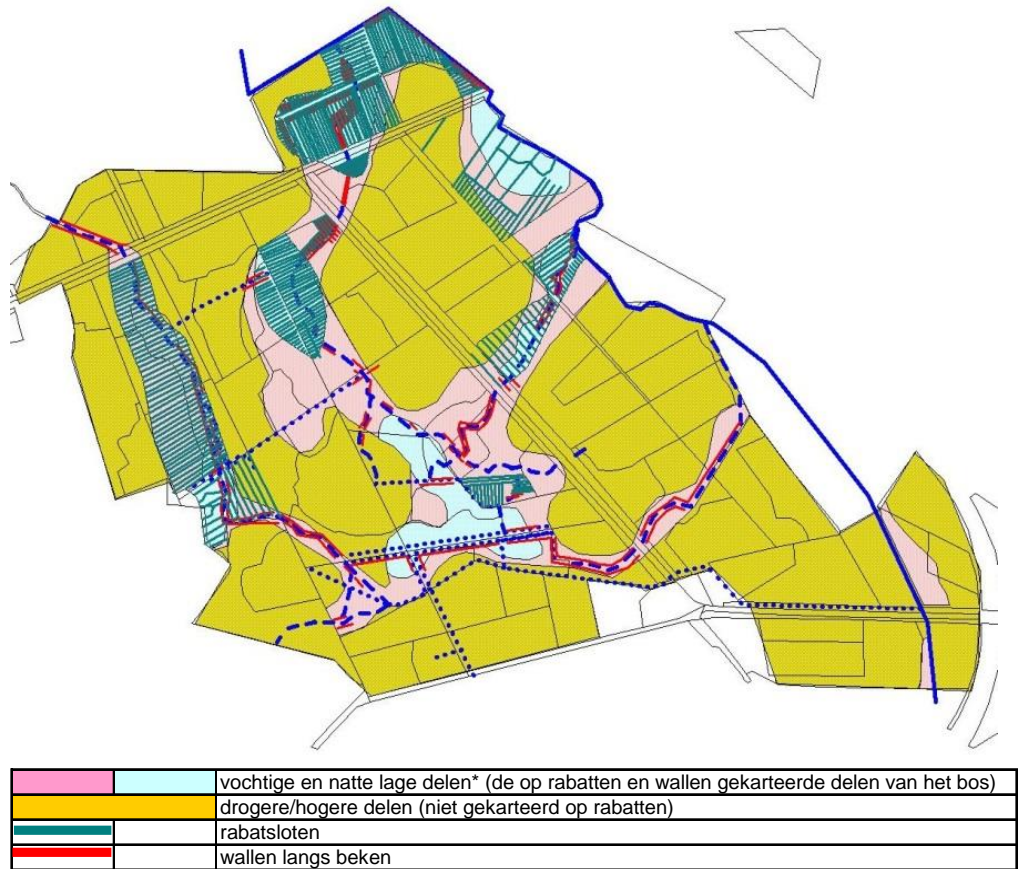 vochtige en natte lage delen* (de op rabatten en wallen gekarteerde delen van het bos)
drogere/hogere delen (niet gekarteerd op rabatten)
rabatsloten
wallen langs beken